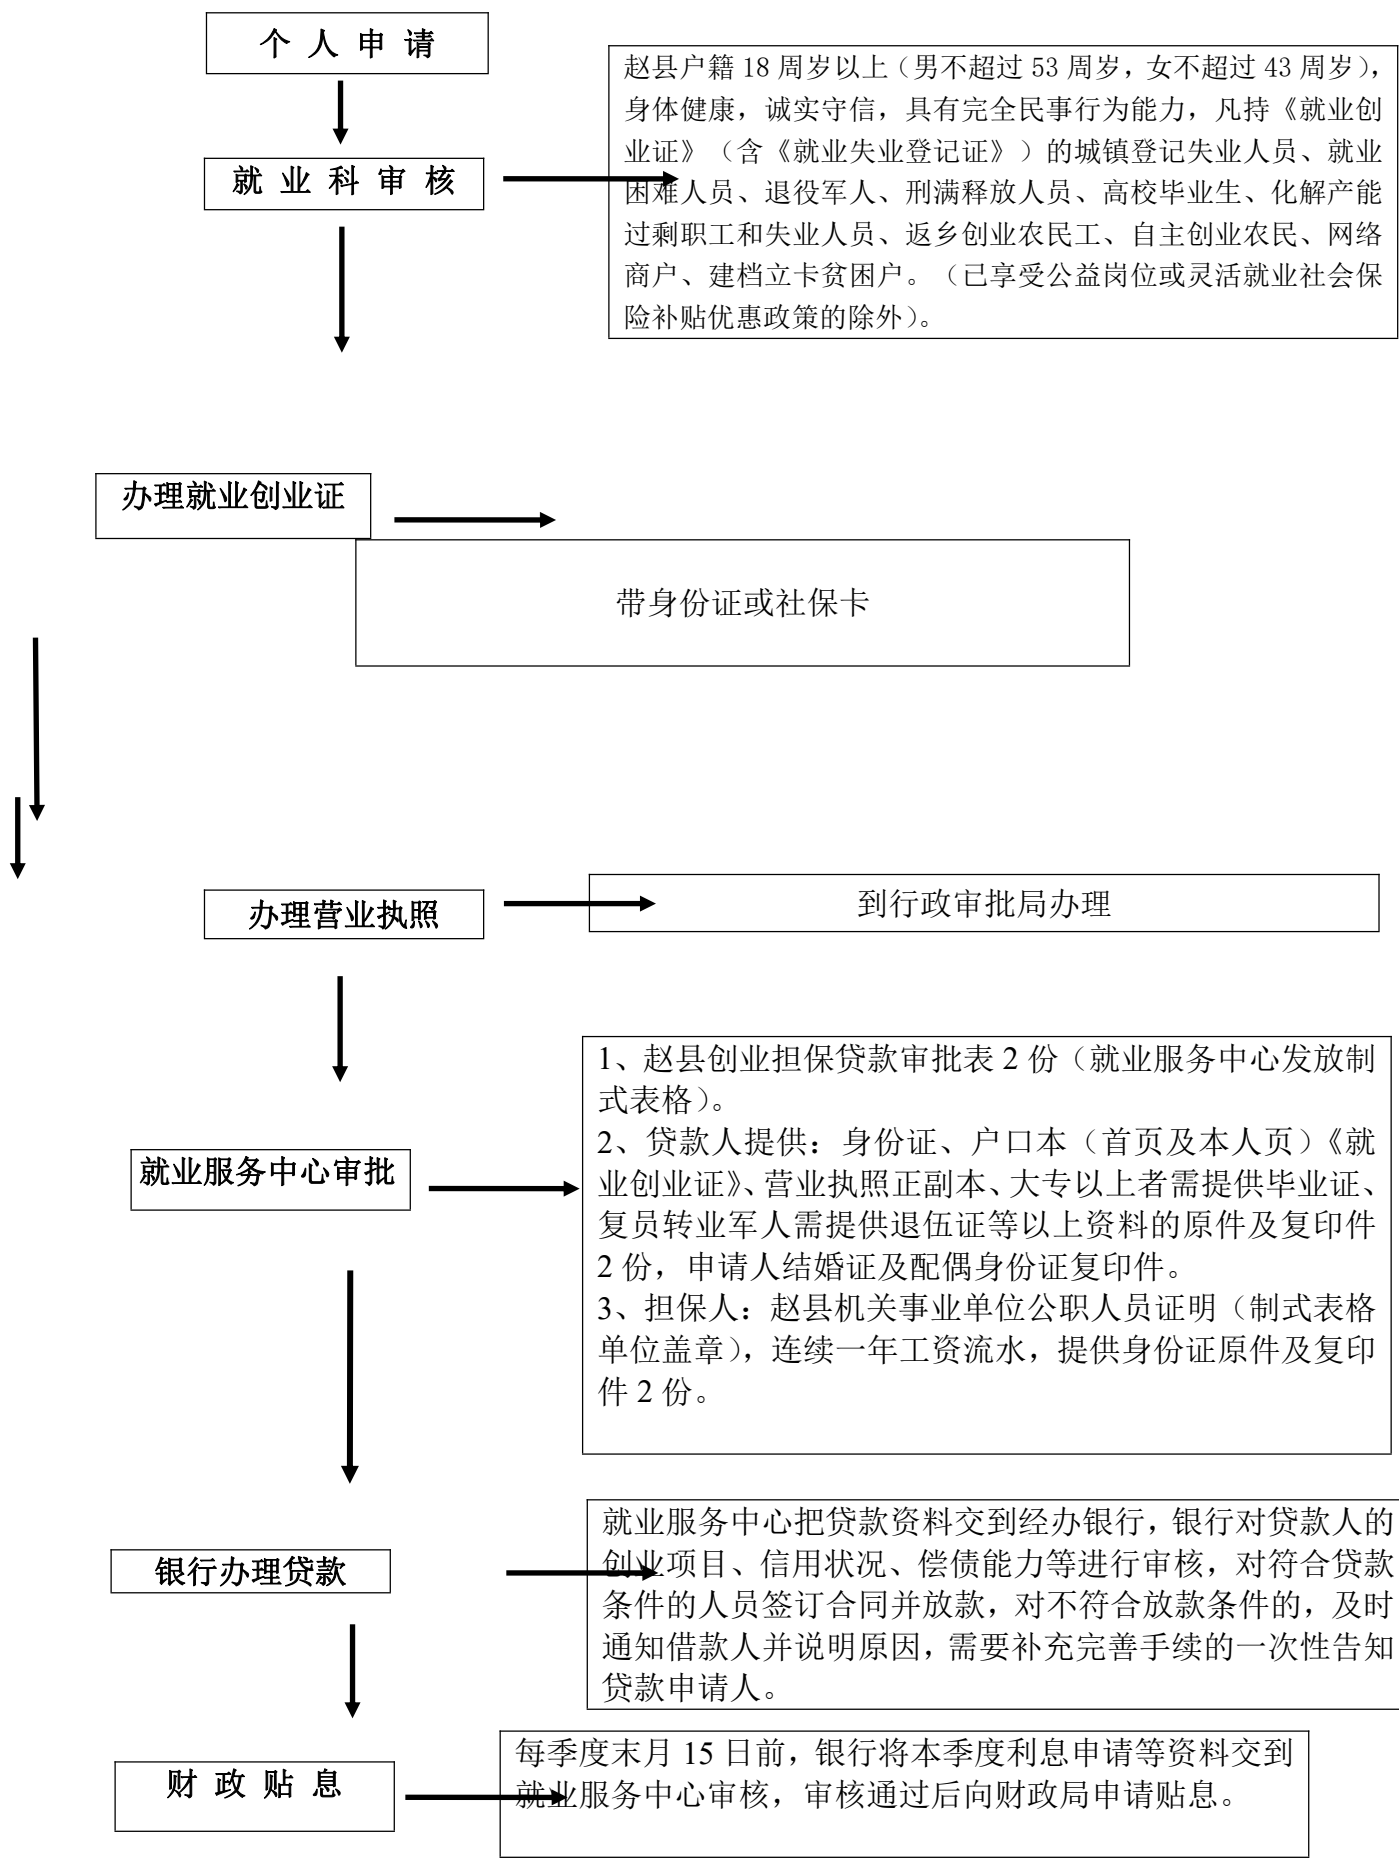 个 人 申 请
赵县户籍 18 周岁以上（男不超过 53 周岁，女不超过 43 周岁），
身体健康，诚实守信，具有完全民事行为能力，凡持《就业创
业证》（含《就业失业登记证》）的城镇登记失业人员、就业
困难人员、退役军人、刑满释放人员、高校毕业生、化解产能
过剩职工和失业人员、返乡创业农民工、自主创业农民、网络
商户、建档立卡贫困户。（已享受公益岗位或灵活就业社会保
险补贴优惠政策的除外）。
就 业 科 审 核
办理就业创业证
带身份证或社保卡
办理营业执照
到行政审批局办理
就业服务中心审批
1、赵县创业担保贷款审批表 2 份（就业服务中心发放制
式表格）。
2、贷款人提供：身份证、户口本（首页及本人页）《就
业创业证》、营业执照正副本、大专以上者需提供毕业证、
复员转业军人需提供退伍证等以上资料的原件及复印件
2 份，申请人结婚证及配偶身份证复印件。
3、担保人：赵县机关事业单位公职人员证明（制式表格
单位盖章），连续一年工资流水，提供身份证原件及复印
件 2 份。
银行办理贷款
就业服务中心把贷款资料交到经办银行，银行对贷款人的
创业项目、信用状况、偿债能力等进行审核，对符合贷款
条件的人员签订合同并放款，对不符合放款条件的，及时
通知借款人并说明原因，需要补充完善手续的一次性告知
贷款申请人。
财 政 贴 息
每季度末月 15 日前，银行将本季度利息申请等资料交到
就业服务中心审核，审核通过后向财政局申请贴息。